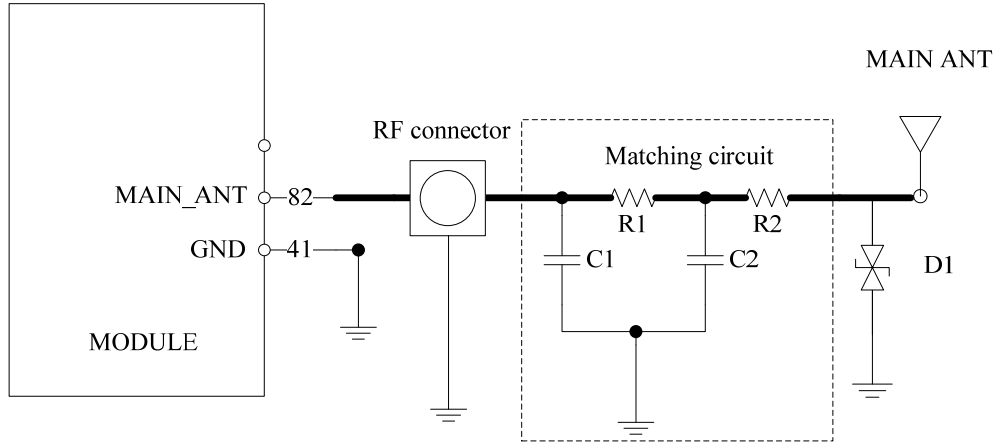 MAIN ANT
RF connector
Matching circuit
MAIN_ANT
82
R1
R2
GND
41
C1
C2
D1
MODULE